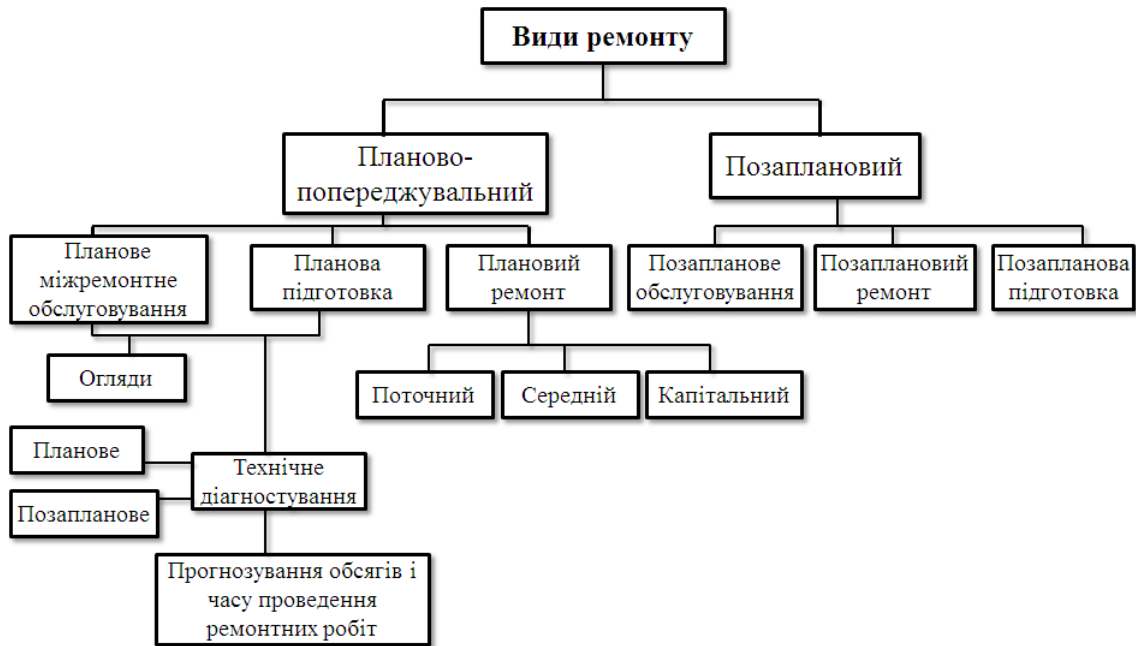 Види ремонту
Планово-
попереджувальний
Позаплановий
Планове
міжремонтне
обслуговування
Планова
підготовка
Плановий
ремонт
Позапланове
обслуговування
Позаплановий
ремонт
Позапланова
підготовка
Огляди
Поточний
Середній
Капітальний
Планове
Позапланове
Технічне
діагностування
Прогнозування обсягів і
часу проведення
ремонтних робіт